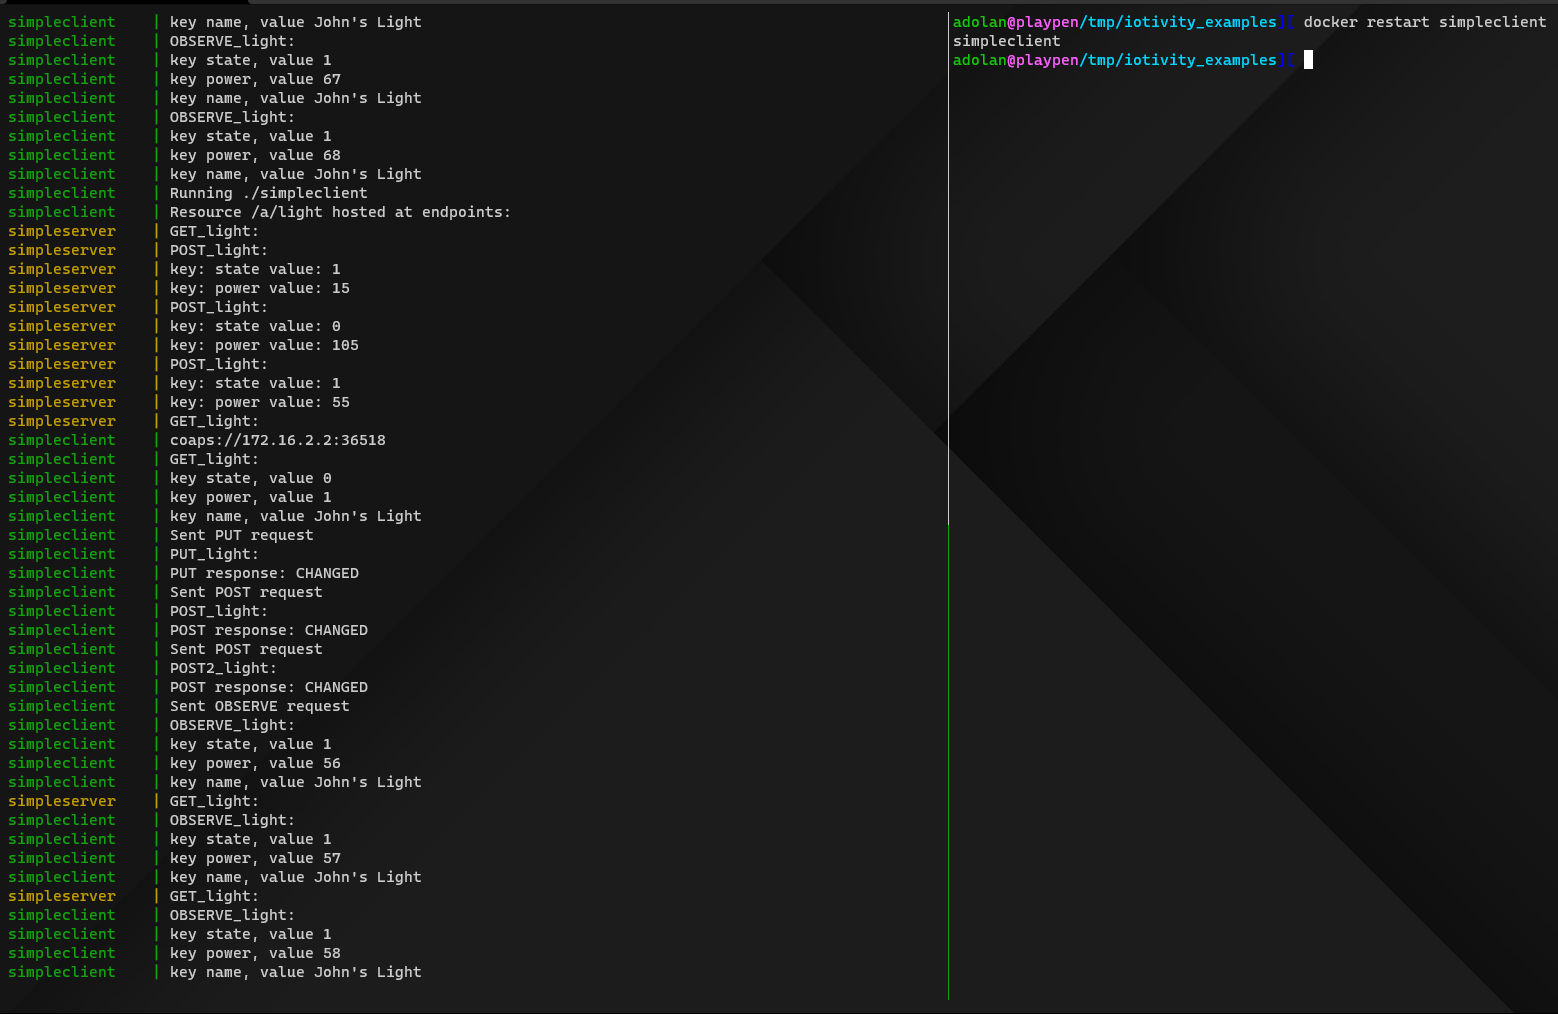 simpleclient | key name, value John's Light
simpleclient | OBSERVE_light:
simpleclient | key state, value 1
simpleclient | key power, value 67
simpleclient | key name, value John's Light
simpleclient | OBSERVE_light:
simpleclient | key state, value 1
simpleclient | key power, value 68
simpleclient | key name, value John's Light
simpleclient | Running ./simpleclient
simpleclient | Resource /a/light hosted at endpoints:
simpleserver | GET_light:
simpleserver | POST_light:
simpleserver | key: state value: 1
simpleserver | key: power value: 15
simpleserver | POST_light:
simpleserver | key: state value: 0
simpleserver | key: power value: 105
simpleserver | POST_light:
simpleserver | key: state value: 1
simpleserver | key: power value: 55
simpleserver | GET_light:
simpleclient | coaps://172.16.2.2:36518
simpleclient | GET_light:
simpleclient | key state, value 0
simpleclient | key power, value 1
simpleclient | key name, value John's Light
simpleclient | Sent PUT request
simpleclient | PUT_light:
simpleclient | PUT response: CHANGED
simpleclient | Sent POST request
simpleclient | POST_light:
simpleclient | POST response: CHANGED
simpleclient | Sent POST request
simpleclient | POST2_light:
simpleclient | POST response: CHANGED
simpleclient | Sent OBSERVE request
simpleclient | OBSERVE_light:
simpleclient | key state, value 1
simpleclient | key power, value 56
simpleclient | key name, value John's Light
simpleserver | GET_light:
simpleclient | OBSERVE_light:
simpleclient | key state, value 1
simpleclient | key power, value 57
simpleclient | key name, value John's Light
simpleserver | GET_light:
simpleclient | OBSERVE_light:
simpleclient | key state, value 1
simpleclient | key power, value 58
simpleclient | key name, value John's Light
adolan@playpen/tmp/iotivity_examples][ docker restart simpleclient
simpleclient
adolan@playpen/tmp/iotivity_examples][